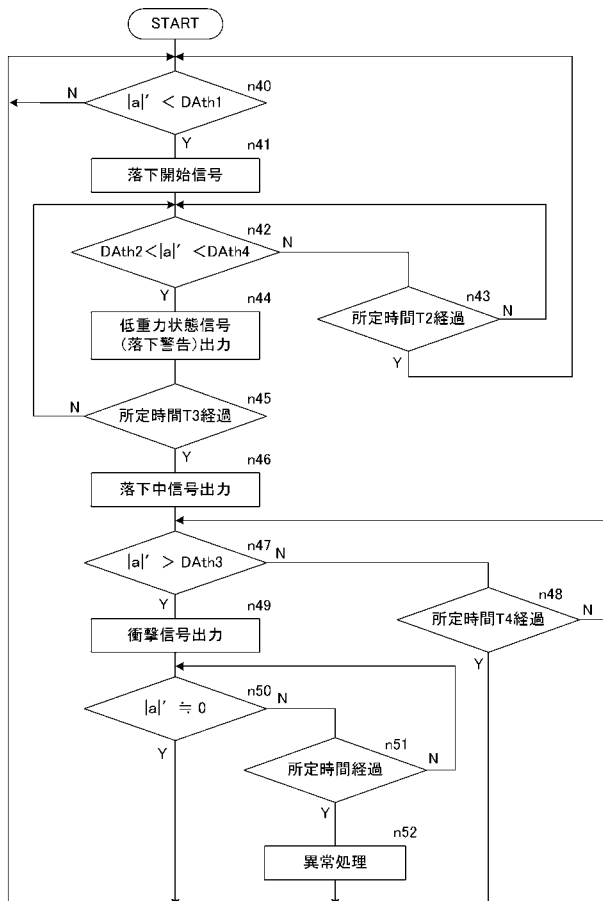 START
n40
N
|a|′ < DAth1
Y
n41
落下開始信号
n42
DAth2<|a|′ <DAth4
N
Y
n44
n43
低重力状態信号
(落下警告)出力
所定時間T2経過
N
Y
n45
N
所定時間T3経過
Y
n46
落下中信号出力
n47
|a|′ > DAth3
N
Y
n48
所定時間T4経過
N
Y
n49
衝撃信号出力
n50
|a|′ ≒ 0
N
Y
n51
所定時間経過
N
Y
n52
異常処理